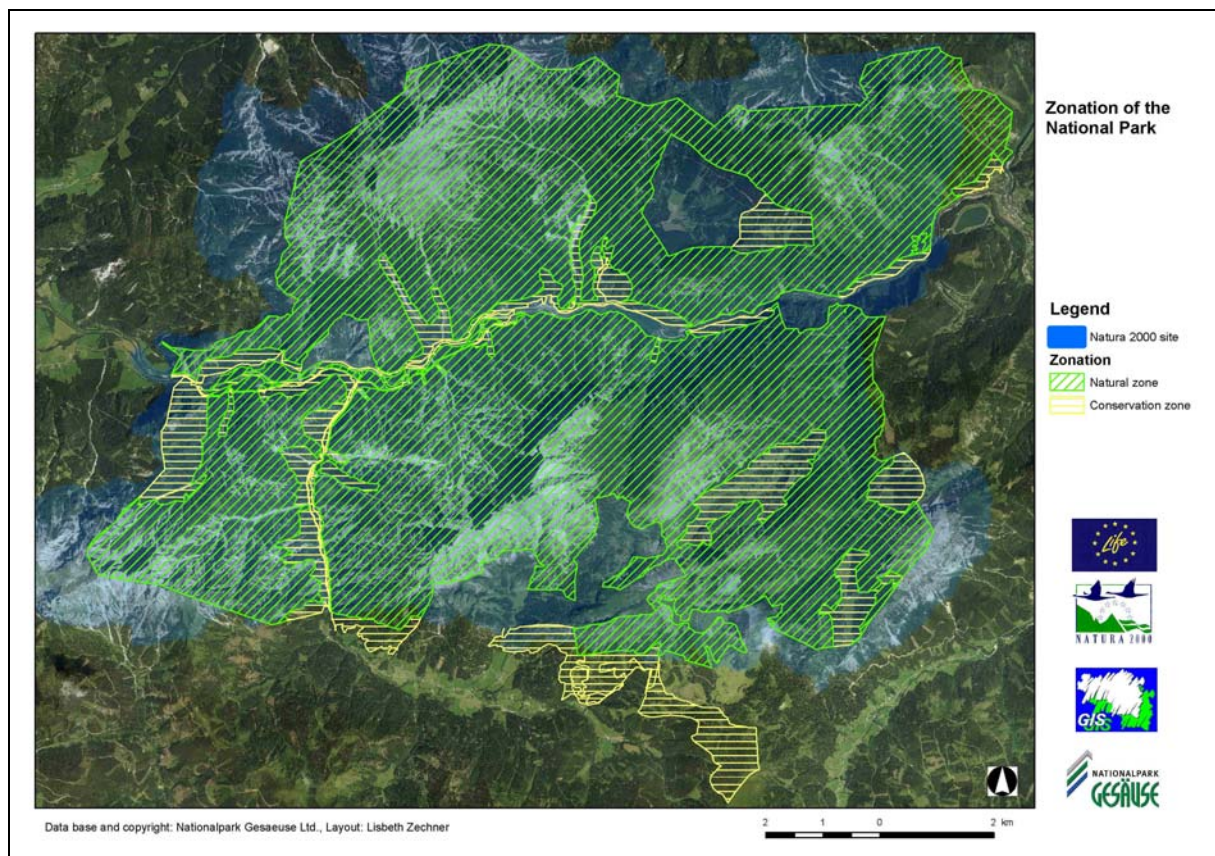 Zonation of the
National Park
Legend
Natura 2000 site
Zonation
Natural zone
Conservation zone
Life
NATURA 2000
GIS
GIS
NATIONALPARK
GESÄUSE
Data base and copyright: Nationalpark Gesaeuse Ltd., Layout: Lisbeth Zechner
2 1 0 2 km